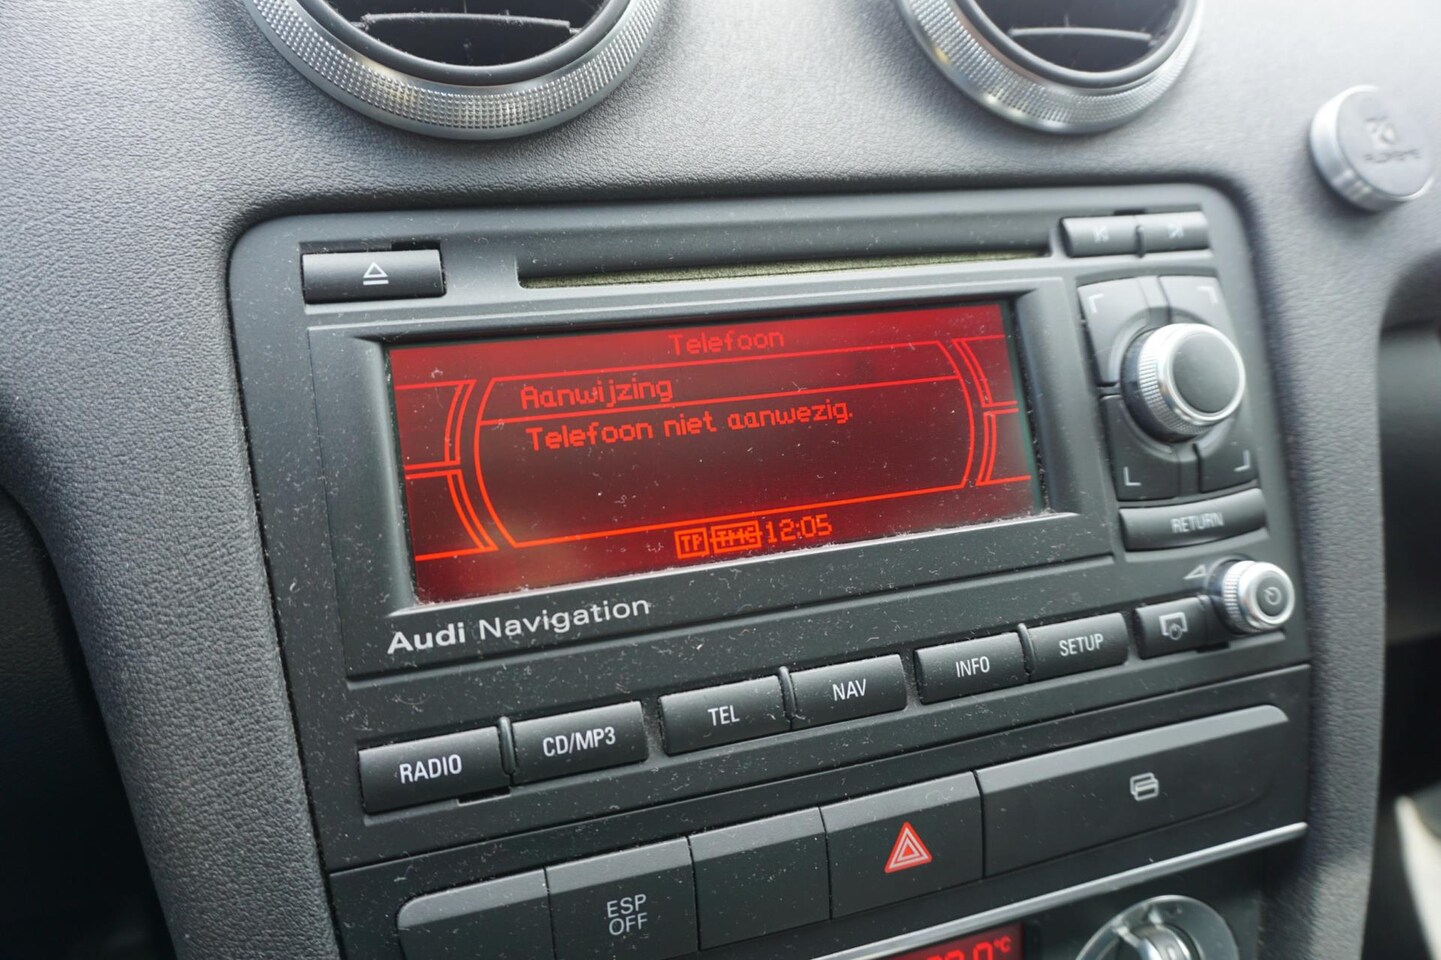 Telefoon
Aanwijzing
Telefoon niet aanwezig.
TP TMC 12:05
Audi Navigation
RETURN
RADIO
CD/MP3
TEL
NAV
INFO
SETUP
ESP
OFF
°C